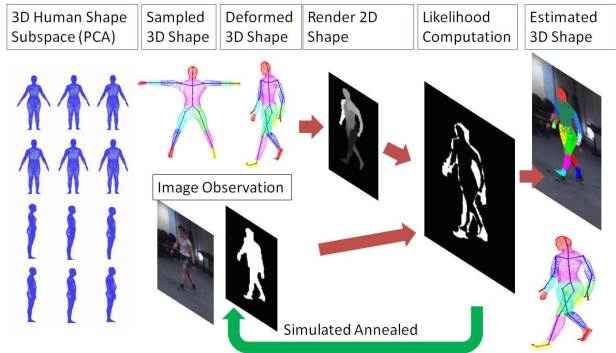 3D Human Shape
Subspace (PCA)
Sampled
3D Shape
Deformed
3D Shape
Render 2D
Shape
Likelihood
Computation
Estimated
3D Shape
Image Observation
Simulated Annealed